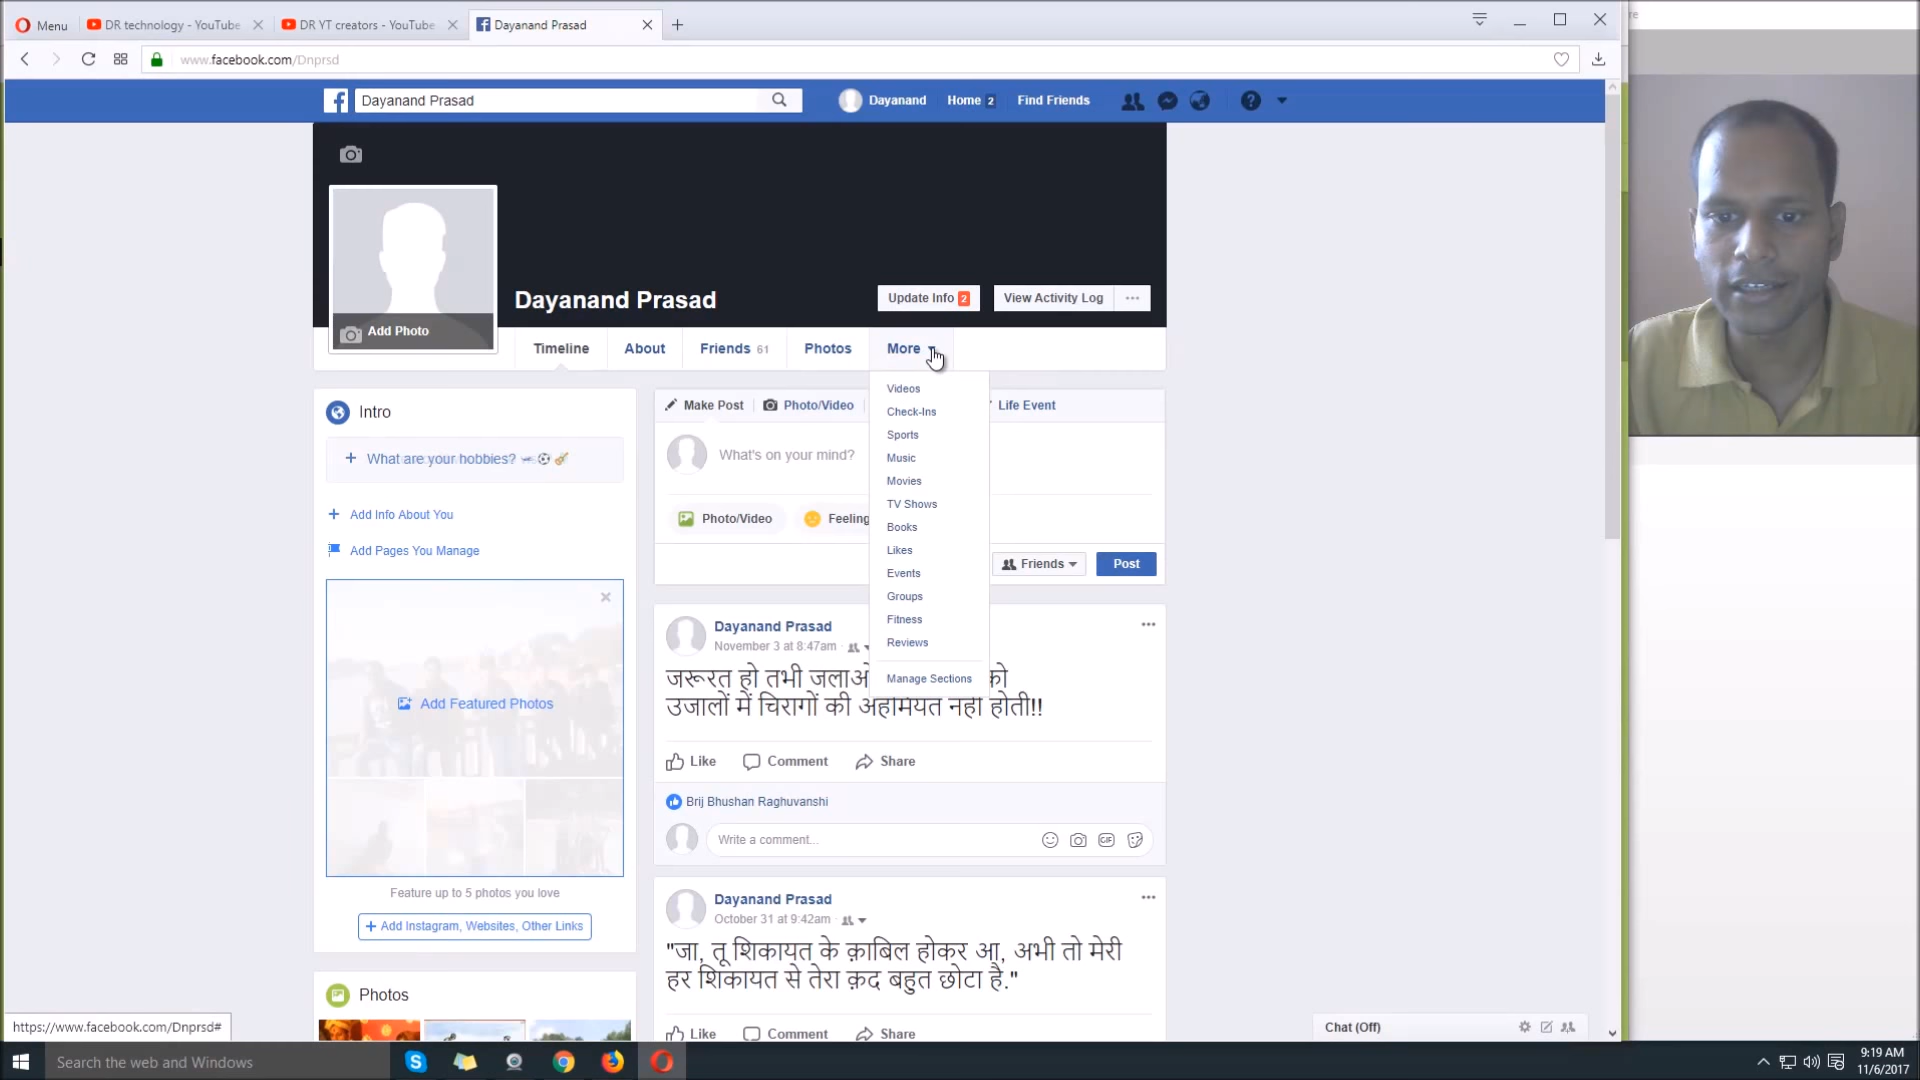 Menu
DR technology - YouTube
DR YT creators - YouTube
Dayanand Prasad
www.facebook.com/Dnprsd
Dayanand Prasad
Dayanand
Home 2
Find Friends
Dayanand Prasad
Update Info 2
View Activity Log
Add Photo
Timeline
About
Friends 61
Photos
More
Videos
Check-Ins
Sports
Music
Movies
TV Shows
Books
Likes
Events
Groups
Fitness
Reviews
Manage Sections
Intro
What are your hobbies?
Add Info About You
Add Pages You Manage
Add Featured Photos
Feature up to 5 photos you love
+ Add Instagram, Websites, Other Links
Photos
Make Post
Photo/Video
Life Event
What's on your mind?
Photo/Video
Feeling
Friends
Post
Dayanand Prasad
November 3 at 8:47am
जरूरत हो तभी जलाओ को
उजालों में चिरागों की अहमियत नहीं होती!!
Like Comment Share
Brij Bhushan Raghuvanshi
Write a comment...
GIF
Dayanand Prasad
October 31 at 9:42am
"जा, तू शिकायत के क़ाबिल होकर आ, अभी तो मेरी
हर शिकायत से तेरा क़द बहुत छोटा है."
Like Comment Share
Chat (Off)
https://www.facebook.com/Dnprsd#
Search the web and Windows
9:19 AM
11/6/2017